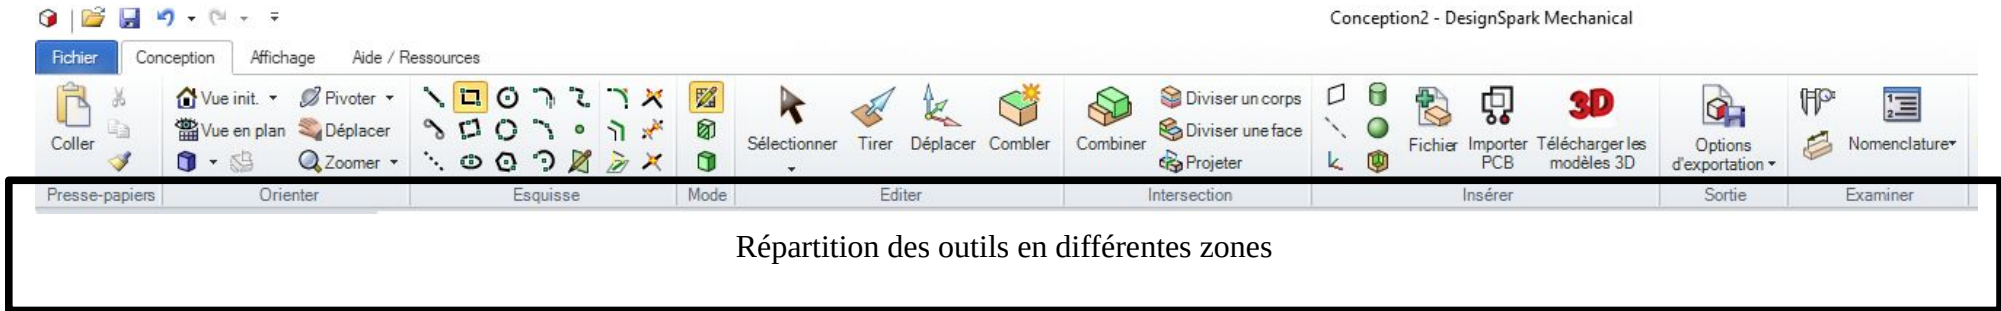 Conception2 - DesignSpark Mechanical
Fichier Conception Affichage Aide / Ressources
Coller
Vue init. Pivoter
Vue en plan Déplacer
Zoomer
Sélectionner Tirer Déplacer Combler
Combiner
Diviser un corps
Diviser une face
Projeter
Fichier Importer PCB 3D Télécharger les modèles 3D
Options d'exportation
Nomenclature
Presse-papiers Orienter Esquisse Mode Editer Intersection Insérer Sortie Examiner
Répartition des outils en différentes zones